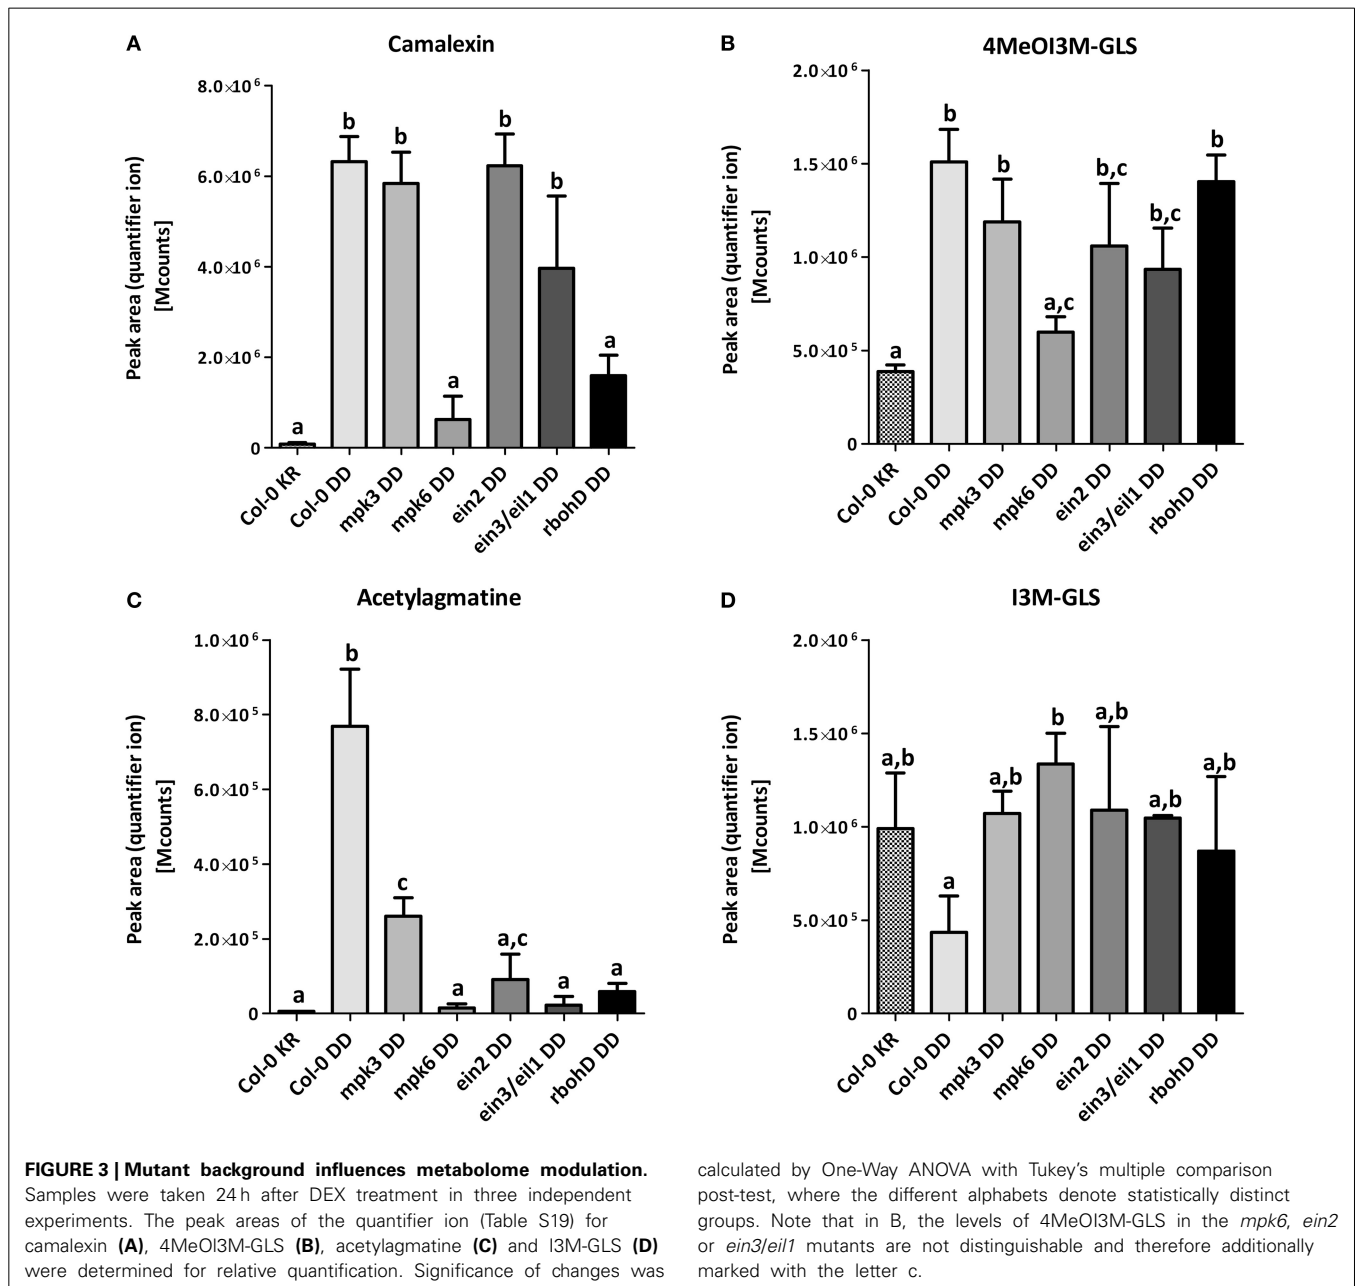 A
Camalexin
Peak area (quantifier ion)
[Mcounts]
8.0×10⁶
6.0×10⁶
4.0×10⁶
2.0×10⁶
0
a
b
b
a
b
b
a
Col-0 KR
Col-0 DD
mpk3 DD
mpk6 DD
ein2 DD
ein3/eil1 DD
rbohD DD
B
4MeOI3M-GLS
Peak area (quantifier ion)
[Mcounts]
2.0×10⁶
1.5×10⁶
1.0×10⁶
5.0×10⁵
0
a
b
b
a,c
b,c
b,c
b
Col-0 KR
Col-0 DD
mpk3 DD
mpk6 DD
ein2 DD
ein3/eil1 DD
rbohD DD
C
Acetylagmatine
Peak area (quantifier ion)
[Mcounts]
1.0×10⁶
8.0×10⁵
6.0×10⁵
4.0×10⁵
2.0×10⁵
0
a
b
c
a
a,c
a
a
Col-0 KR
Col-0 DD
mpk3 DD
mpk6 DD
ein2 DD
ein3/eil1 DD
rbohD DD
D
I3M-GLS
Peak area (quantifier ion)
[Mcounts]
2.0×10⁶
1.5×10⁶
1.0×10⁶
5.0×10⁵
0
a,b
a
a,b
b
a,b
a,b
a,b
Col-0 KR
Col-0 DD
mpk3 DD
mpk6 DD
ein2 DD
ein3/eil1 DD
rbohD DD
FIGURE 3 | Mutant background influences metabolome modulation.
Samples were taken 24 h after DEX treatment in three independent
experiments. The peak areas of the quantifier ion (Table S19) for
camalexin (A), 4MeOI3M-GLS (B), acetylagmatine (C) and I3M-GLS (D)
were determined for relative quantification. Significance of changes was
calculated by One-Way ANOVA with Tukey's multiple comparison
post-test, where the different alphabets denote statistically distinct
groups. Note that in B, the levels of 4MeOI3M-GLS in the mpk6, ein2
or ein3/eil1 mutants are not distinguishable and therefore additionally
marked with the letter c.